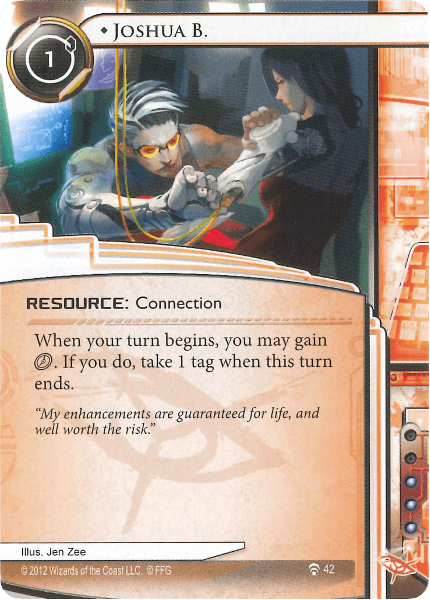 1
• JOSHUA B.
RESOURCE: Connection
When your turn begins, you may gain
. If you do, take 1 tag when this turn
ends.
“My enhancements are guaranteed for life, and
well worth the risk.”
Illus. Jen Zee
© 2012 Wizards of the Coast LLC. © FFG
42